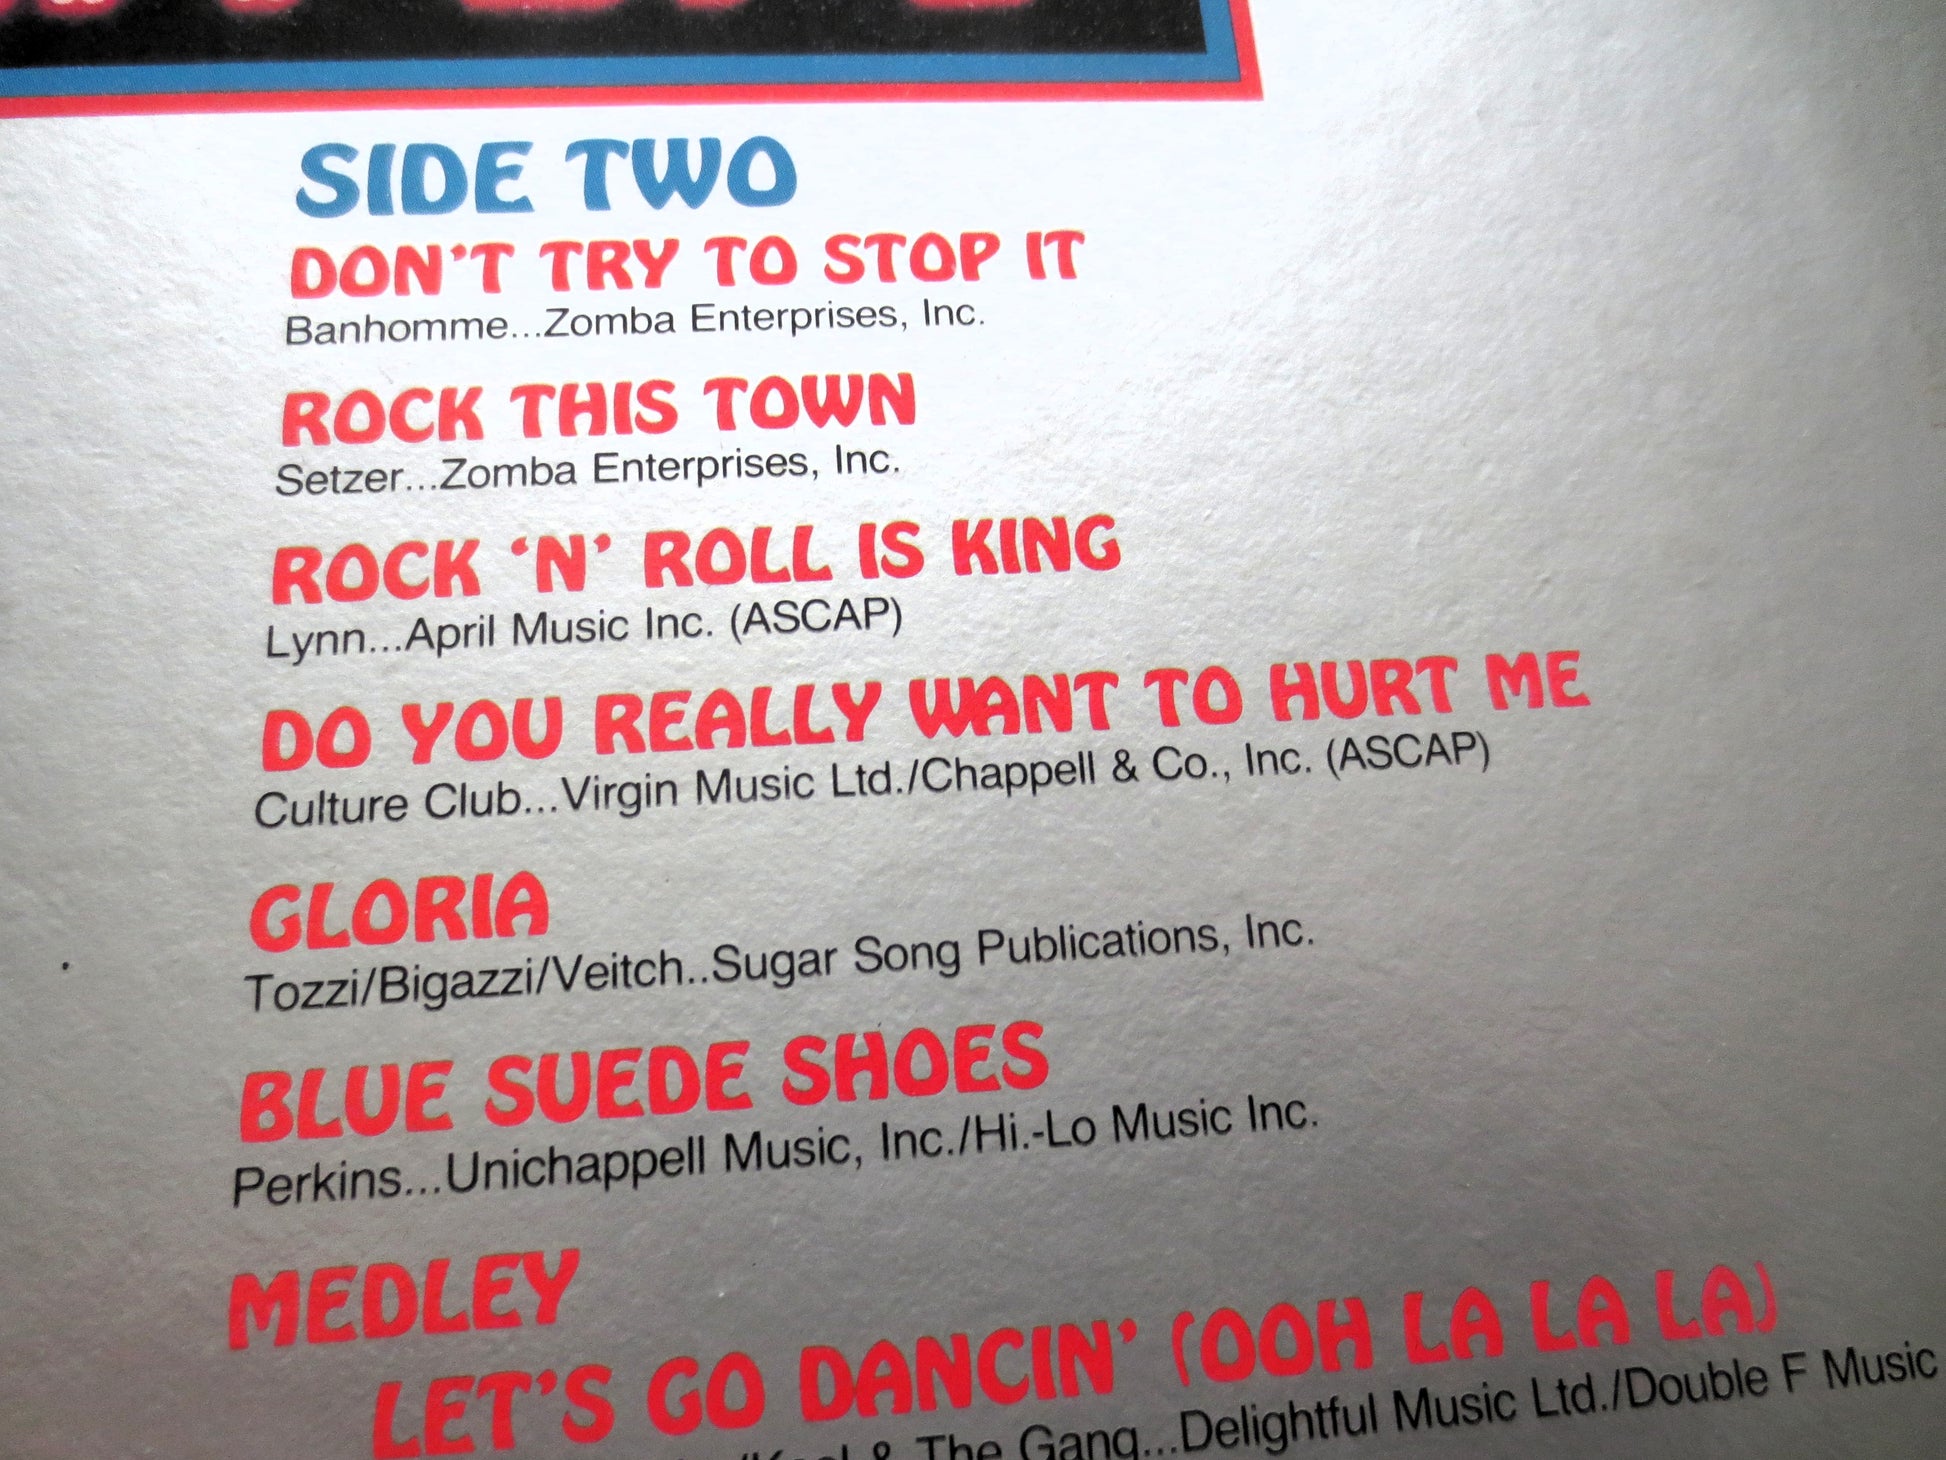 SIDE TWO
DON'T TRY TO STOP IT
Banhomme...Zomba Enterprises, Inc.
ROCK THIS TOWN
Setzer...Zomba Enterprises, Inc.
ROCK ‘N’ ROLL IS KING
Lynn...April Music Inc. (ASCAP)
DO YOU REALLY WANT TO HURT ME
Culture Club...Virgin Music Ltd./Chappell & Co., Inc. (ASCAP)
GLORIA
Tozzi/Bigazzi/Veitch..Sugar Song Publications, Inc.
BLUE SUEDE SHOES
Perkins...Unichappell Music, Inc./Hi.-Lo Music Inc.
MEDLEY
LET'S GO DANCIN' (OOH LA LA LA)
& The Gang...Delightful Music Ltd./Double F Music